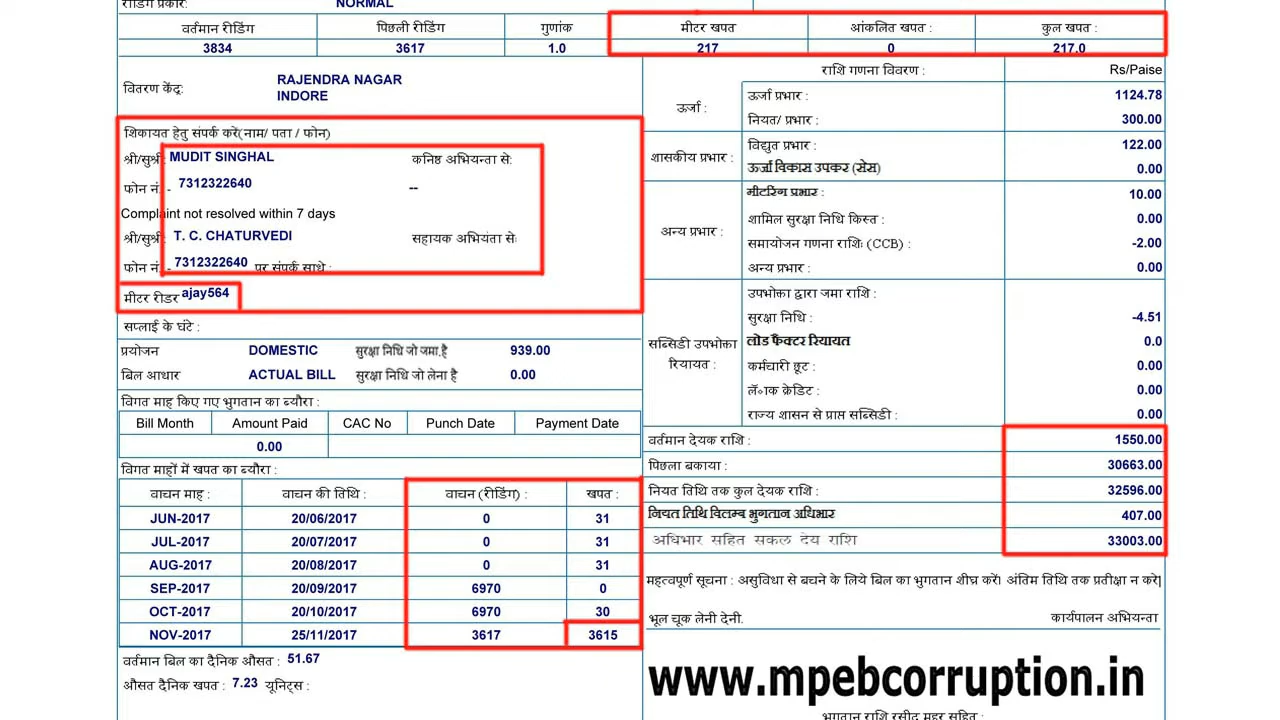 रीडिंग प्रकार: NORMAL
वर्तमान रीडिंग पिछली रीडिंग गुणांक मीटर खपत आंकलित खपत : कुल खपत :
3834 3617 1.0 217 0 217.0
वितरण केंद्र: RAJENDRA NAGAR
INDORE
शिकायत हेतु संपर्क करें( नाम/ पता / फोन)
श्री/सुश्री: MUDIT SINGHAL कनिष्ठ अभियन्ता से:
फोन नं. - 7312322640 --
Complaint not resolved within 7 days
श्री/सुश्री: T. C. CHATURVEDI सहायक अभियंता से:
फोन नं. - 7312322640 पर संपर्क साधे :
मीटर रीडर ajay564
सप्लाई के घंटे :
प्रयोजन DOMESTIC सुरक्षा निधि जो जमा है 939.00
बिल आधार ACTUAL BILL सुरक्षा निधि जो लेना है 0.00
विगत माह किए गए भुगतान का ब्यौरा :
Bill Month Amount Paid CAC No Punch Date Payment Date
0.00
विगत माहों में खपत का ब्यौरा :
वाचन माह : वाचन की तिथि : वाचन (रीडिंग) : खपत :
JUN-2017 20/06/2017 0 31
JUL-2017 20/07/2017 0 31
AUG-2017 20/08/2017 0 31
SEP-2017 20/09/2017 6970 0
OCT-2017 20/10/2017 6970 30
NOV-2017 25/11/2017 3617 3615
वर्तमान बिल का दैनिक औसत : 51.67
औसत दैनिक खपत : 7.23 यूनिट्स :
राशि गणना विवरण : Rs/Paise
ऊर्जा :
ऊर्जा प्रभार : 1124.78
नियत/ प्रभार : 300.00
शासकीय प्रभार :
विद्युत प्रभार : 122.00
ऊर्जा विकास उपकर (सेस) 0.00
अन्य प्रभार :
मीटरिंग प्रभार : 10.00
शामिल सुरक्षा निधि किस्त : 0.00
समायोजन गणना राशि: (CCB) : -2.00
अन्य प्रभार : 0.00
सब्सिडी उपभोक्ता रियायत :
उपभोक्ता द्वारा जमा राशि :
सुरक्षा निधि : -4.51
लोड फैक्टर रियायत 0.0
कर्मचारी छूट : 0.00
लॅाक क्रेडिट : 0.00
राज्य शासन से प्राप्त सब्सिडी : 0.00
वर्तमान देयक राशि : 1550.00
पिछला बकाया : 30663.00
नियत तिथि तक कुल देयक राशि : 32596.00
नियत तिथि विलम्ब भुगतान अधिभार 407.00
अधिभार सहित सकल देय राशि 33003.00
महत्वपूर्ण सूचना : असुविधा से बचने के लिये बिल का भुगतान शीघ्र करें। अंतिम तिथि तक प्रतीक्षा न करे|
भूल चूक लेनी देनी. कार्यपालन अभियन्ता
www.mpebcorruption.in
भुगतान राशि रसीद मुहर सहित :